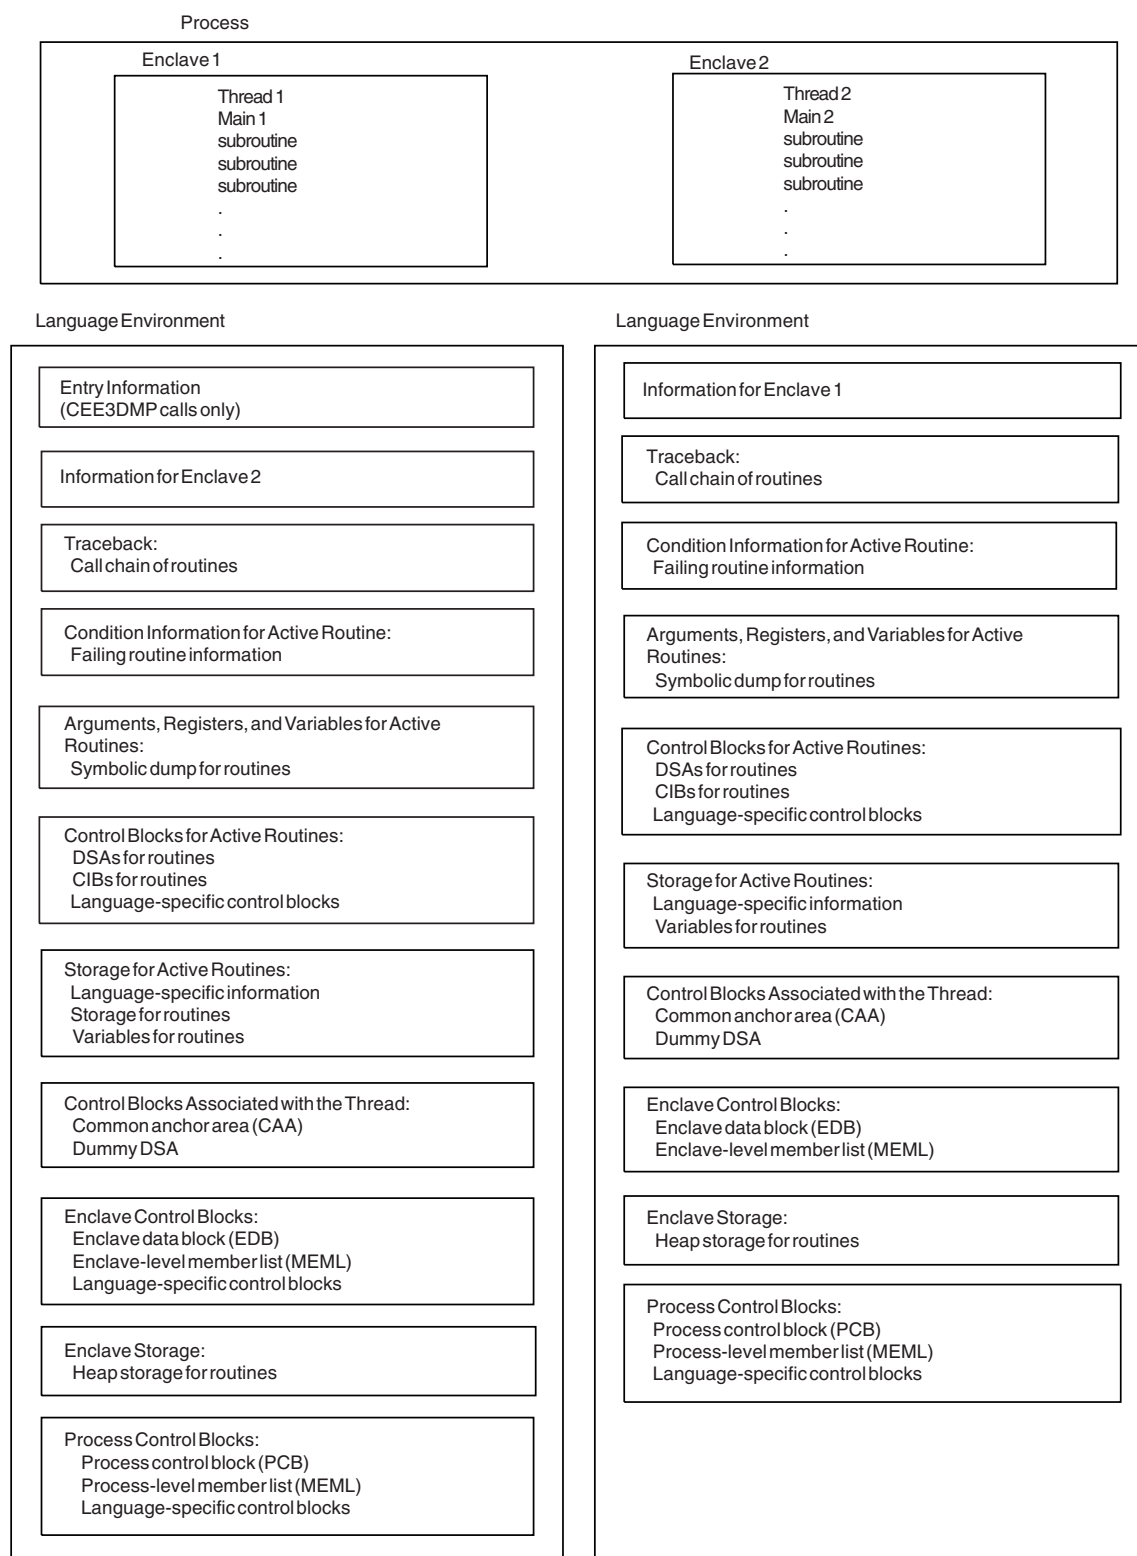 Process
Enclave 1
Thread 1
Main 1
subroutine
subroutine
subroutine
.
.
.
Enclave 2
Thread 2
Main 2
subroutine
subroutine
subroutine
.
.
.
Language Environment
Entry Information
(CEE3DMP calls only)
Information for Enclave 2
Traceback:
Call chain of routines
Condition Information for Active Routine:
Failing routine information
Arguments, Registers, and Variables for Active
Routines:
Symbolic dump for routines
Control Blocks for Active Routines:
DSAs for routines
CIBs for routines
Language-specific control blocks
Storage for Active Routines:
Language-specific information
Storage for routines
Variables for routines
Control Blocks Associated with the Thread:
Common anchor area (CAA)
Dummy DSA
Enclave Control Blocks:
Enclave data block (EDB)
Enclave-level member list (MEML)
Language-specific control blocks
Enclave Storage:
Heap storage for routines
Process Control Blocks:
Process control block (PCB)
Process-level member list (MEML)
Language-specific control blocks
Language Environment
Information for Enclave 1
Traceback:
Call chain of routines
Condition Information for Active Routine:
Failing routine information
Arguments, Registers, and Variables for Active
Routines:
Symbolic dump for routines
Control Blocks for Active Routines:
DSAs for routines
CIBs for routines
Language-specific control blocks
Storage for Active Routines:
Language-specific information
Variables for routines
Control Blocks Associated with the Thread:
Common anchor area (CAA)
Dummy DSA
Enclave Control Blocks:
Enclave data block (EDB)
Enclave-level member list (MEML)
Enclave Storage:
Heap storage for routines
Process Control Blocks:
Process control block (PCB)
Process-level member list (MEML)
Language-specific control blocks